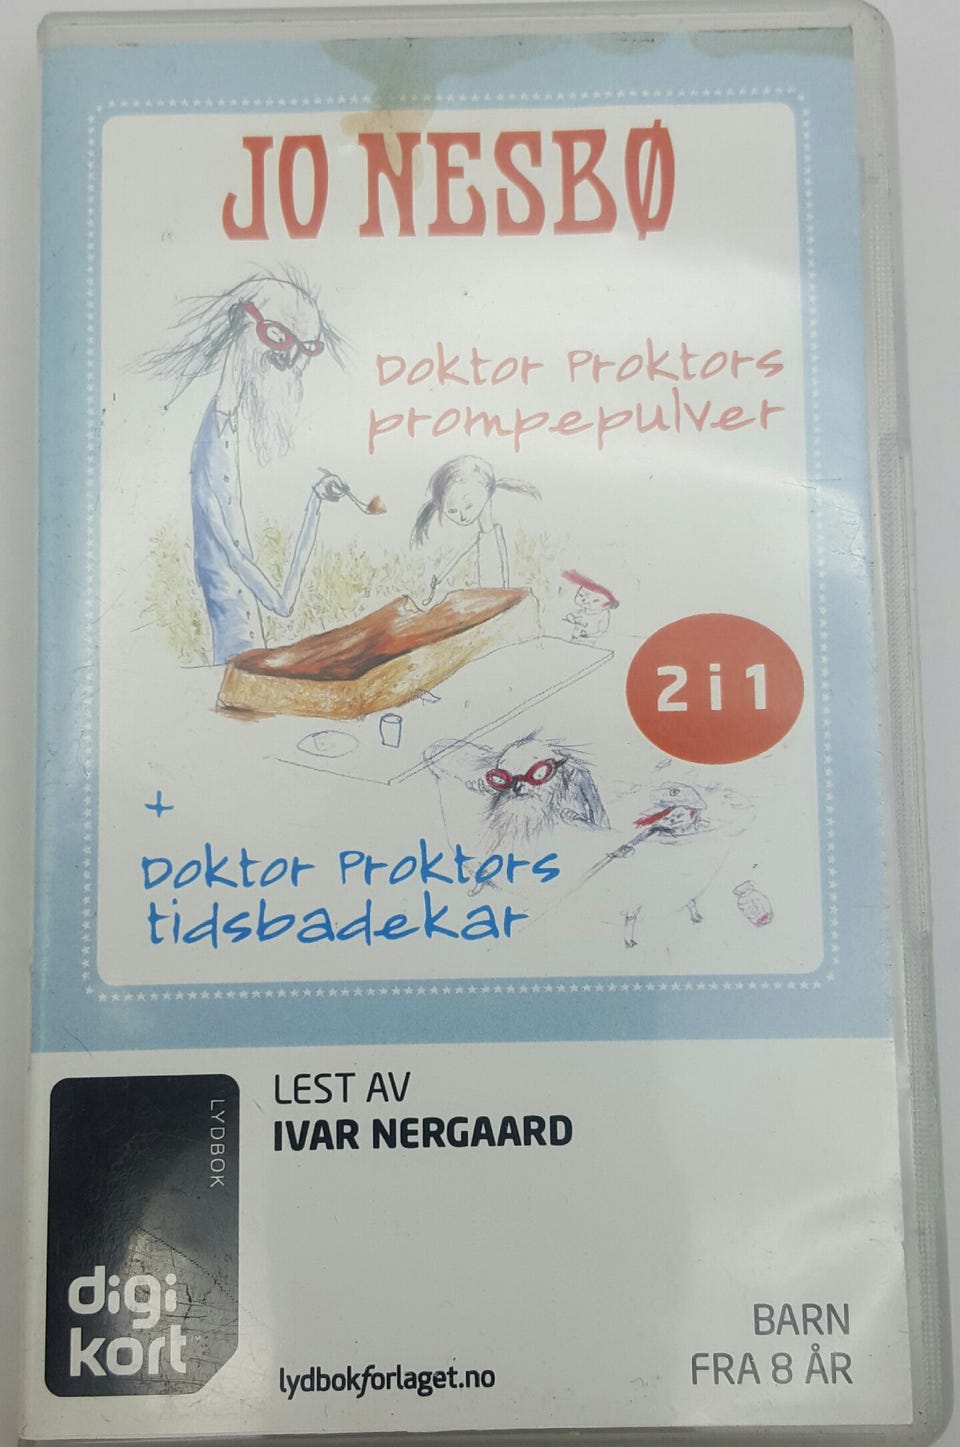 JO NESBØ
Doktor Proktors
prompepulver
2 i 1
+
Doktor Proktors
tidsbadekar
LEST AV
IVAR NERGAARD
LYDBOK
digi
kort
lydbokforlaget.no
BARN
FRA 8 ÅR